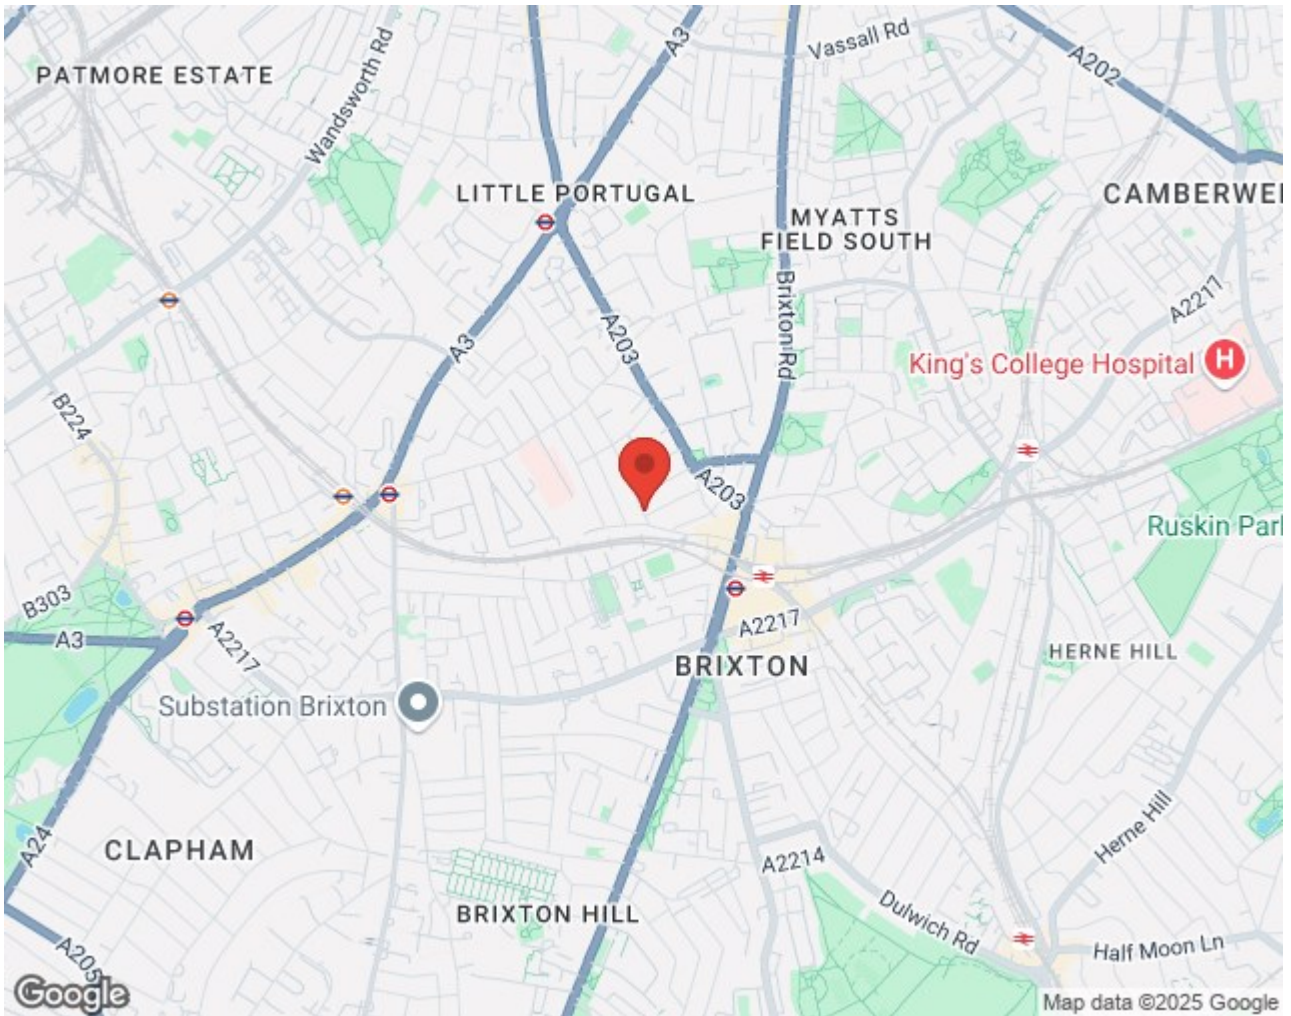 Vassall Rd
A3
A202
PATMORE ESTATE
Wandsworth Rd
LITTLE PORTUGAL
CAMBERWEL
MYATTS
FIELD SOUTH
A2217
Brixton Rd
A203
A3
King's College Hospital
H
B224
A203
Ruskin Park
B303
A3
A2217
A2217
BRIXTON
HERNE HILL
Substation Brixton
Herne Hill
A24
CLAPHAM
A2214
BRIXTON HILL
Dulwich Rd
A205
Half Moon Ln
Google
Map data ©2025 Google